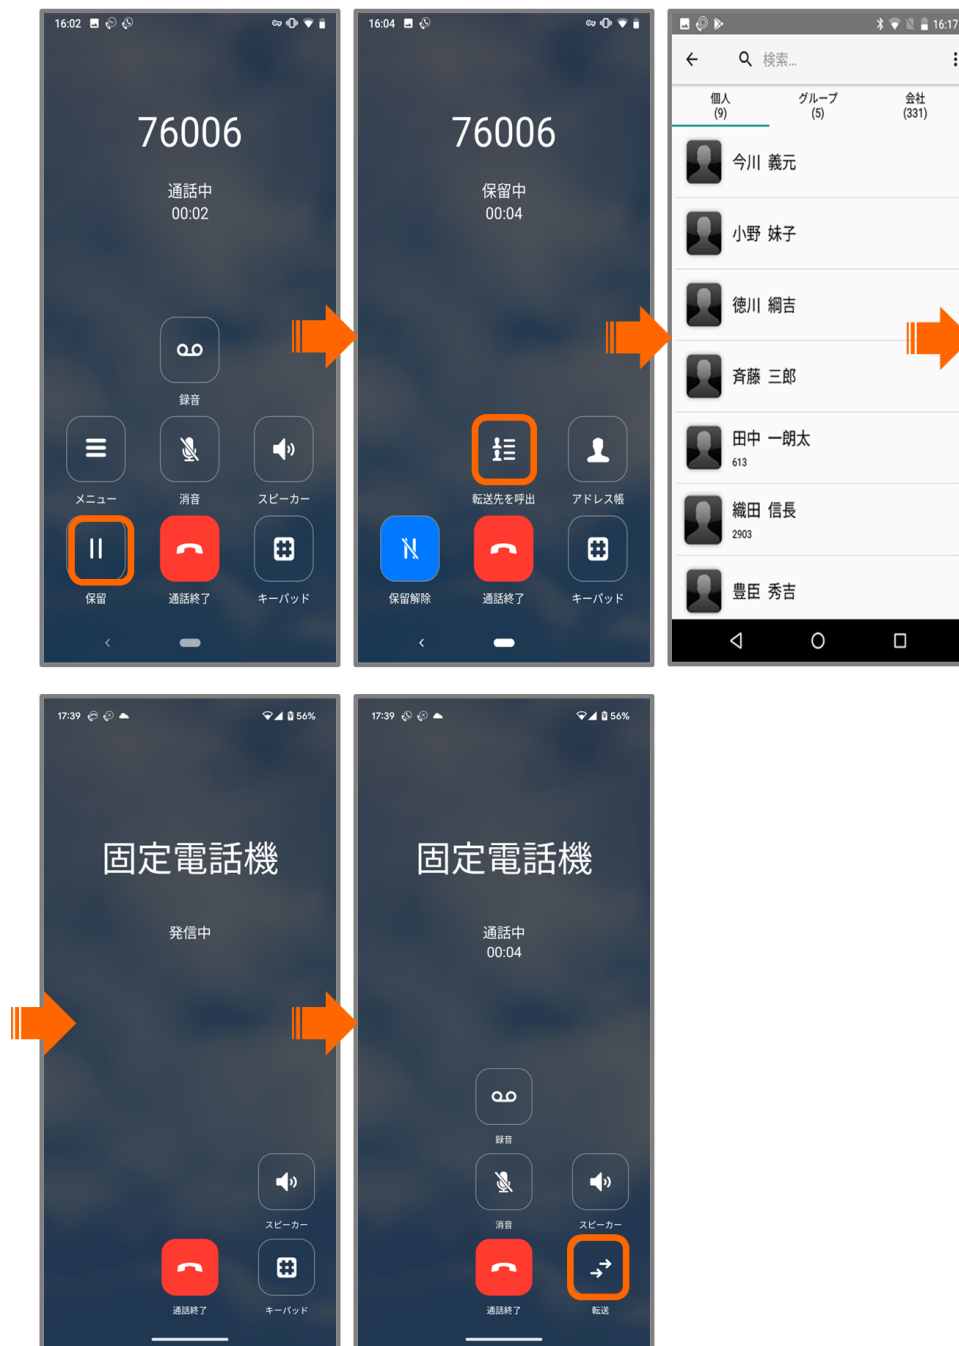 16:02
76006
通話中
00:02
録音
メニュー
消音
スピーカー
保留
通話終了
キーパッド
16:04
76006
保留中
00:04
転送先を呼出
アドレス帳
保留解除
通話終了
キーパッド
16:17
検索...
個人
(9)
グループ
(5)
会社
(331)
今川 義元
小野 妹子
徳川 綱吉
斉藤 三郎
田中 一朗太
613
織田 信長
2903
豊臣 秀吉
17:39
56%
固定電話機
発信中
スピーカー
通話終了
キーパッド
17:39
56%
固定電話機
通話中
00:04
録音
消音
スピーカー
通話終了
転送